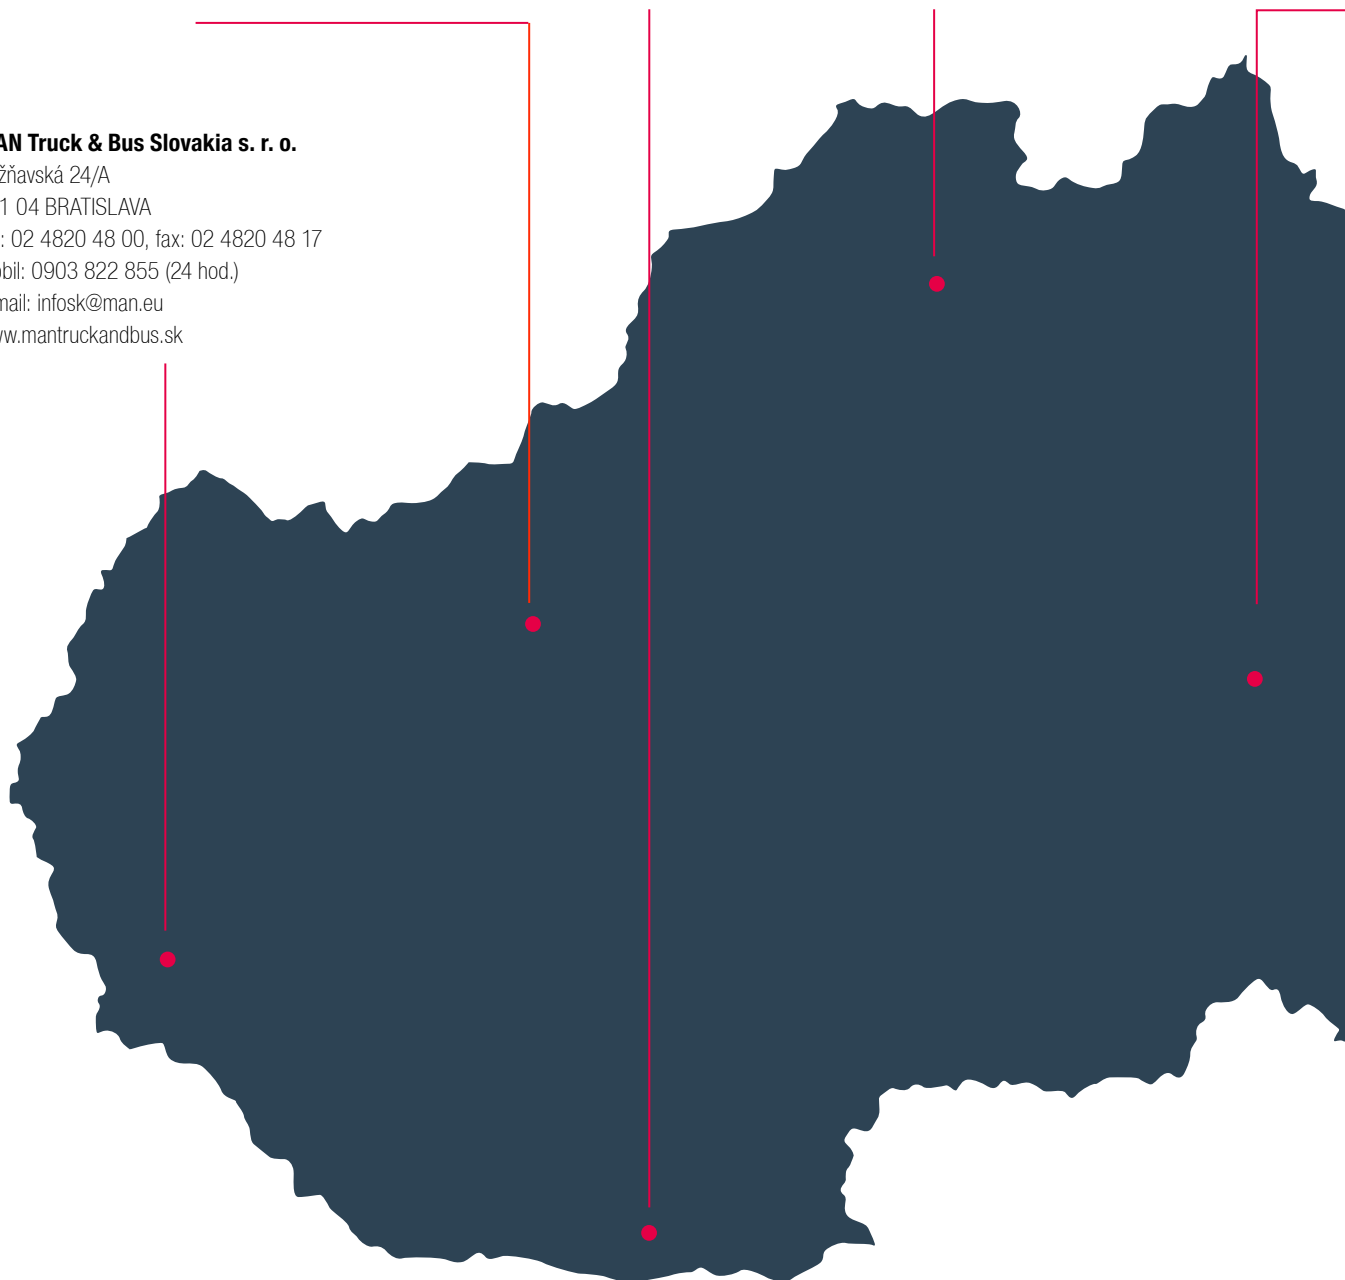 AN Truck & Bus Slovakia s. r. o.
žňavská 24/A
1 04 BRATISLAVA
: 02 4820 48 00, fax: 02 4820 48 17
bil: 0903 822 855 (24 hod.)
mail: infosk@man.eu
w.mantruckandbus.sk